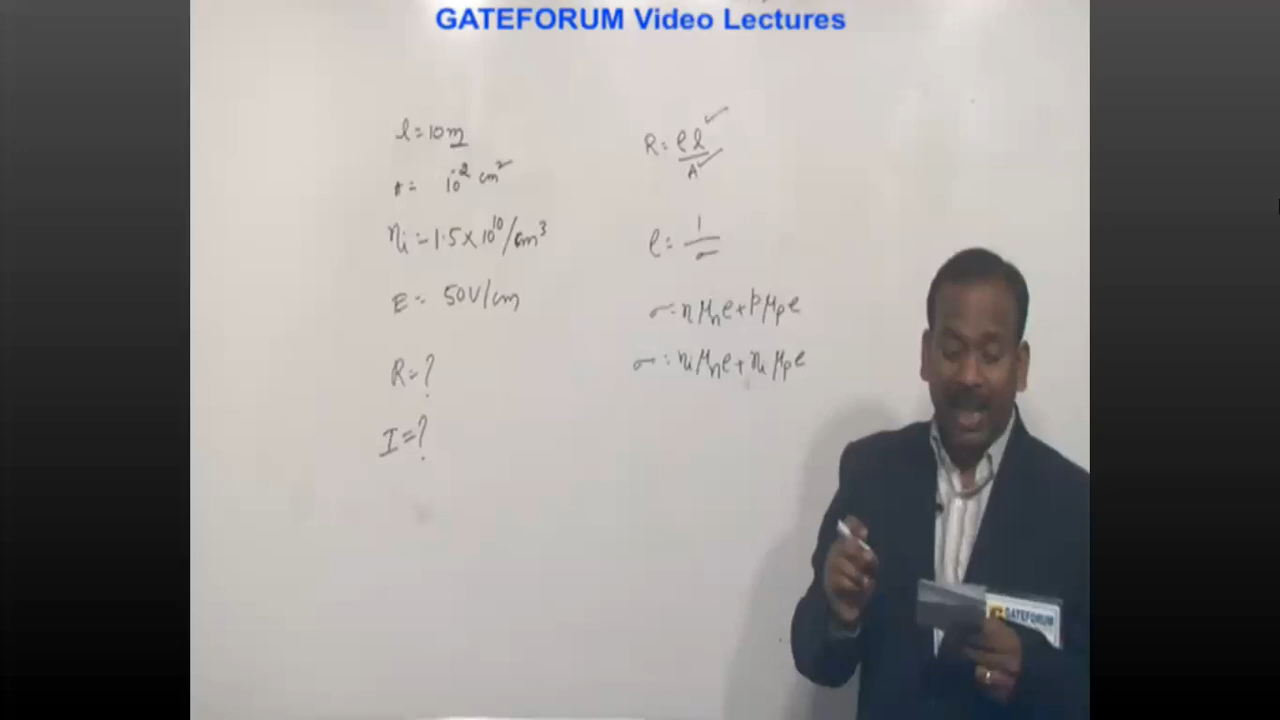 GATEFORUM Video Lectures
l = 10m
A = 10⁻² cm²
nᵢ = 1.5 × 10¹⁰/cm³
E = 50V/cm
R = ?
I = ?
R = ρl/A
ρ = 1/σ
σ = nμₙe + pμₚe
σ = nᵢμₙe + nᵢμₚe
GATEFORUM